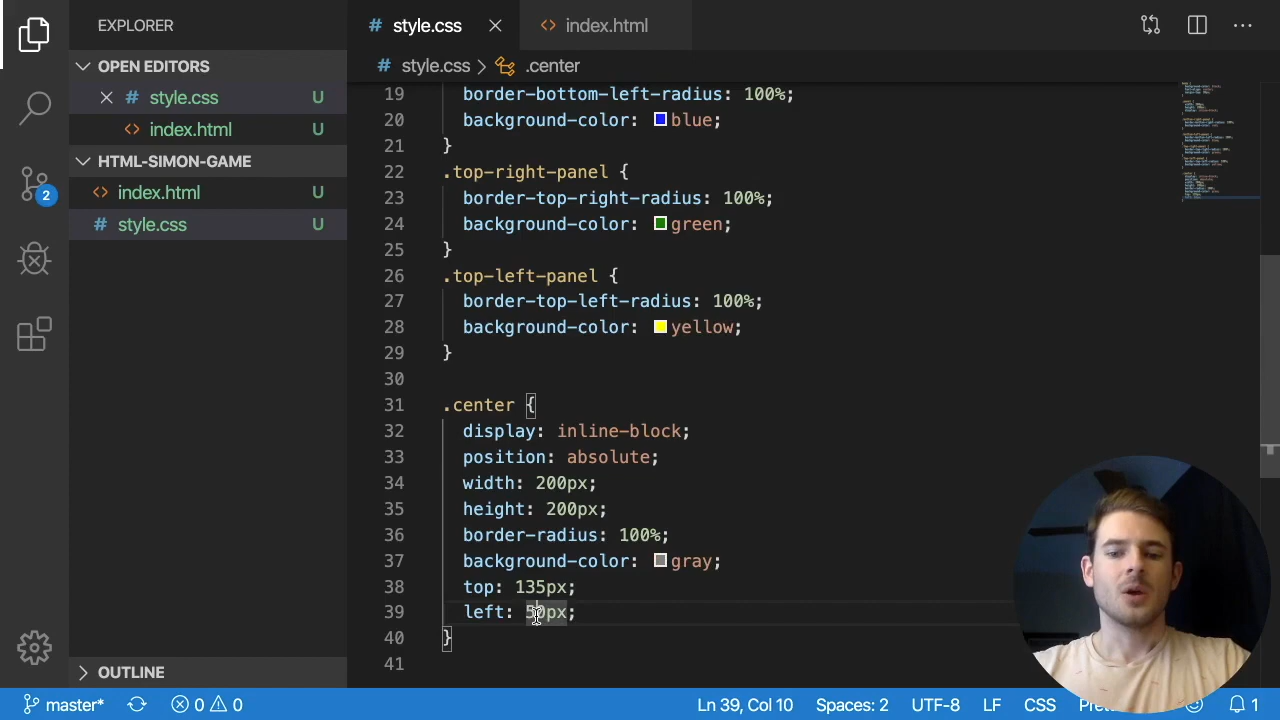 EXPLORER
OPEN EDITORS
# style.css U
<> index.html U
HTML-SIMON-GAME
<> index.html U
# style.css U
OUTLINE
# style.css
<> index.html
# style.css > .center
19 border-bottom-left-radius: 100%;
20 background-color: blue;
21 }
22 .top-right-panel {
23 border-top-right-radius: 100%;
24 background-color: green;
25 }
26 .top-left-panel {
27 border-top-left-radius: 100%;
28 background-color: yellow;
29 }
30
31 .center {
32 display: inline-block;
33 position: absolute;
34 width: 200px;
35 height: 200px;
36 border-radius: 100%;
37 background-color: gray;
38 top: 135px;
39 left: 50px;
40 }
41
2
master* 0 0 Ln 39, Col 10 Spaces: 2 UTF-8 LF CSS 1